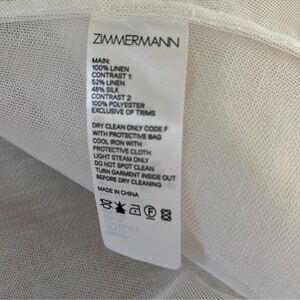 ZIMMERMANN
MAIN:
100% LINEN
CONTRAST 1:
52% LINEN
48% SILK
CONTRAST 2:
100% POLYESTER
EXCLUSIVE OF TRIMS
DRY CLEAN ONLY CODE F
WITH PROTECTIVE BAG
COOL IRON WITH
PROTECTIVE CLOTH
LIGHT STEAM ONLY
DO NOT SPOT CLEAN
TURN GARMENT INSIDE OUT
BEFORE DRY CLEANING
MADE IN CHINA
F